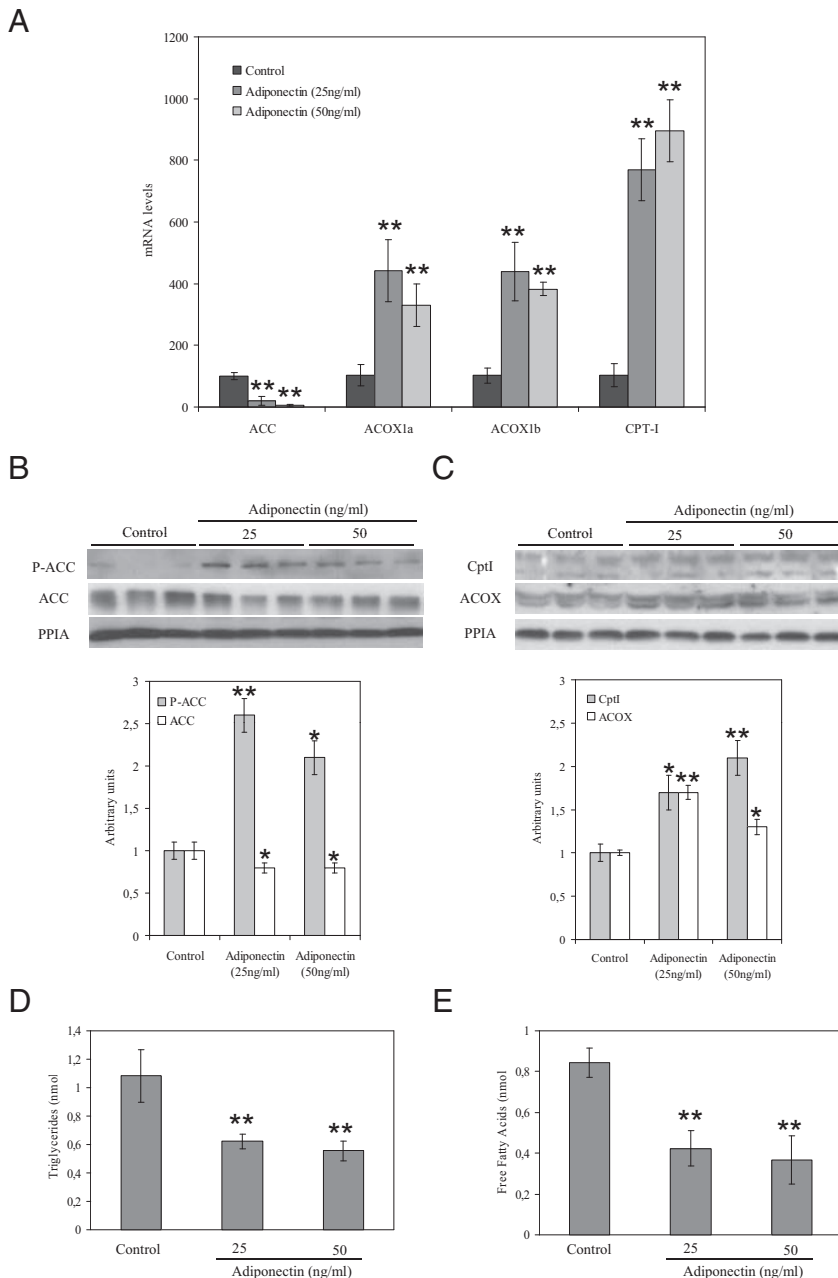 A
1200
1000
800
600
400
200
0
mRNA levels
Control
Adiponectin (25ng/ml)
Adiponectin (50ng/ml)
** **
** **
** **
** **
ACC ACOX1a ACOX1b CPT-I
B
Adiponectin (ng/ml)
Control 25 50
P-ACC
ACC
PPIA
3
2,5
2
1,5
1
0,5
0
Arbitrary units
P-ACC
ACC
** * * *
Control Adiponectin Adiponectin
(25ng/ml) (50ng/ml)
C
Adiponectin (ng/ml)
Control 25 50
CptI
ACOX
PPIA
3
2,5
2
1,5
1
0,5
0
Arbitrary units
CptI
ACOX
* ** ** *
Control Adiponectin Adiponectin
(25ng/ml) (50ng/ml)
D
1,4
1,2
1
0,8
0,6
0,4
0,2
0
Triglycerides (nmol
** **
Control 25 50
Adiponectin (ng/ml)
E
1
0,8
0,6
0,4
0,2
0
Free Fatty Acids (nmol
** **
Control 25 50
Adiponectin (ng/ml)